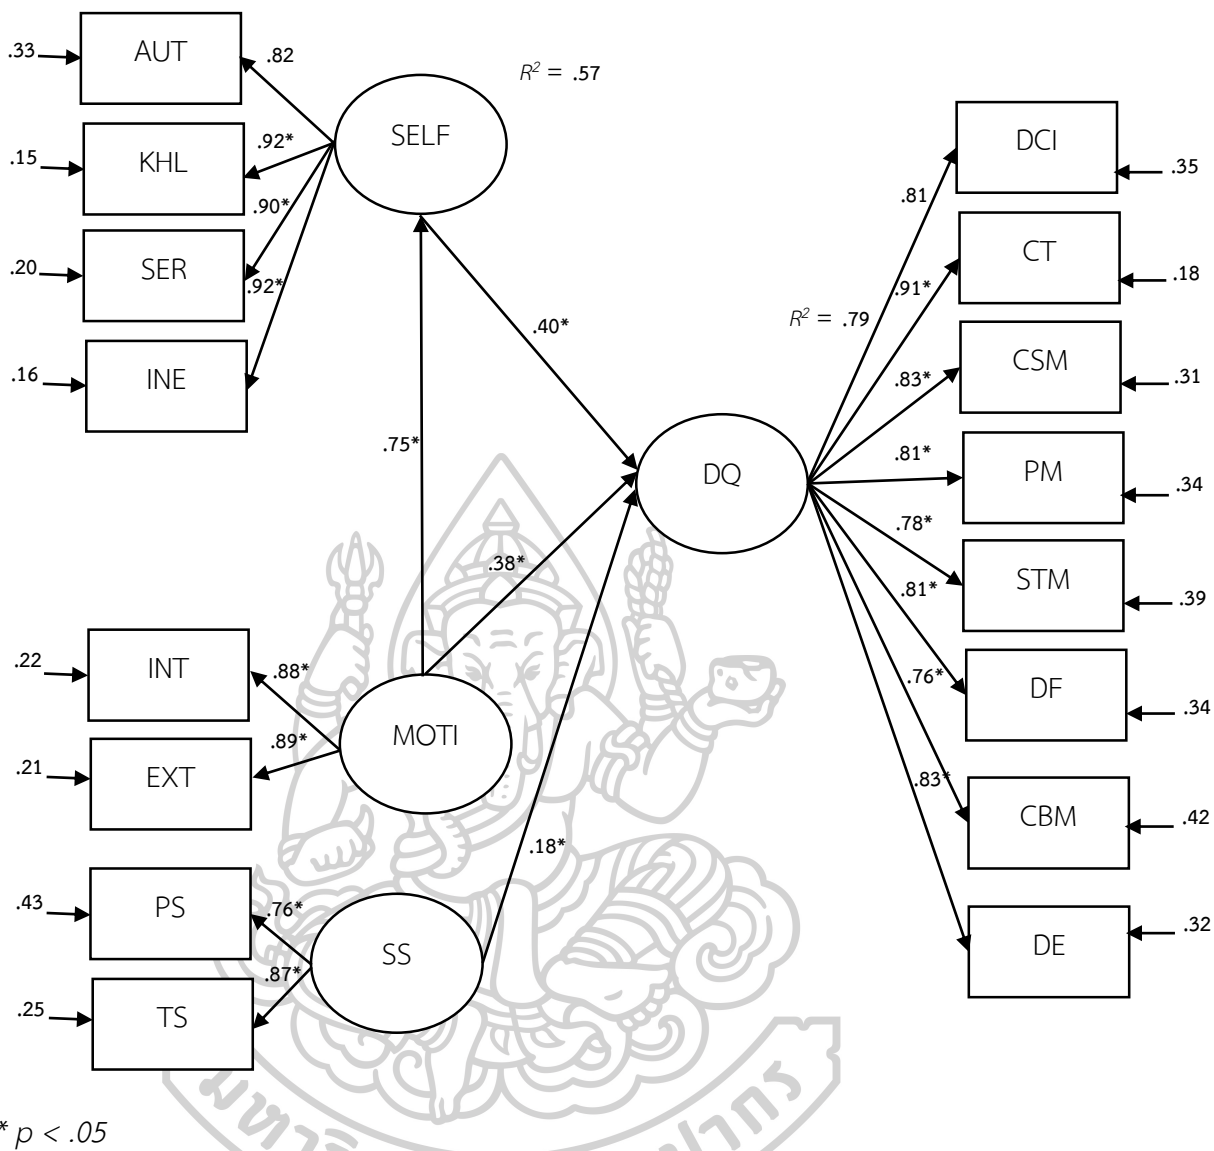 .33
AUT
.82
R² = .57
SELF
.15
KHL
.92*
.90*
.20
SER
.92*
.16
INE
DCI
.35
.81
CT
.18
.91*
R² = .79
.40*
CSM
.31
.83*
.75*
DQ
.81*
PM
.34
.78*
.38*
STM
.39
.81*
.22
INT
.88*
.76*
DF
.34
MOTI
.89*
.21
EXT
.83*
CBM
.42
.18*
.43
PS
.76*
SS
DE
.32
.87*
.25
TS
* p < .05